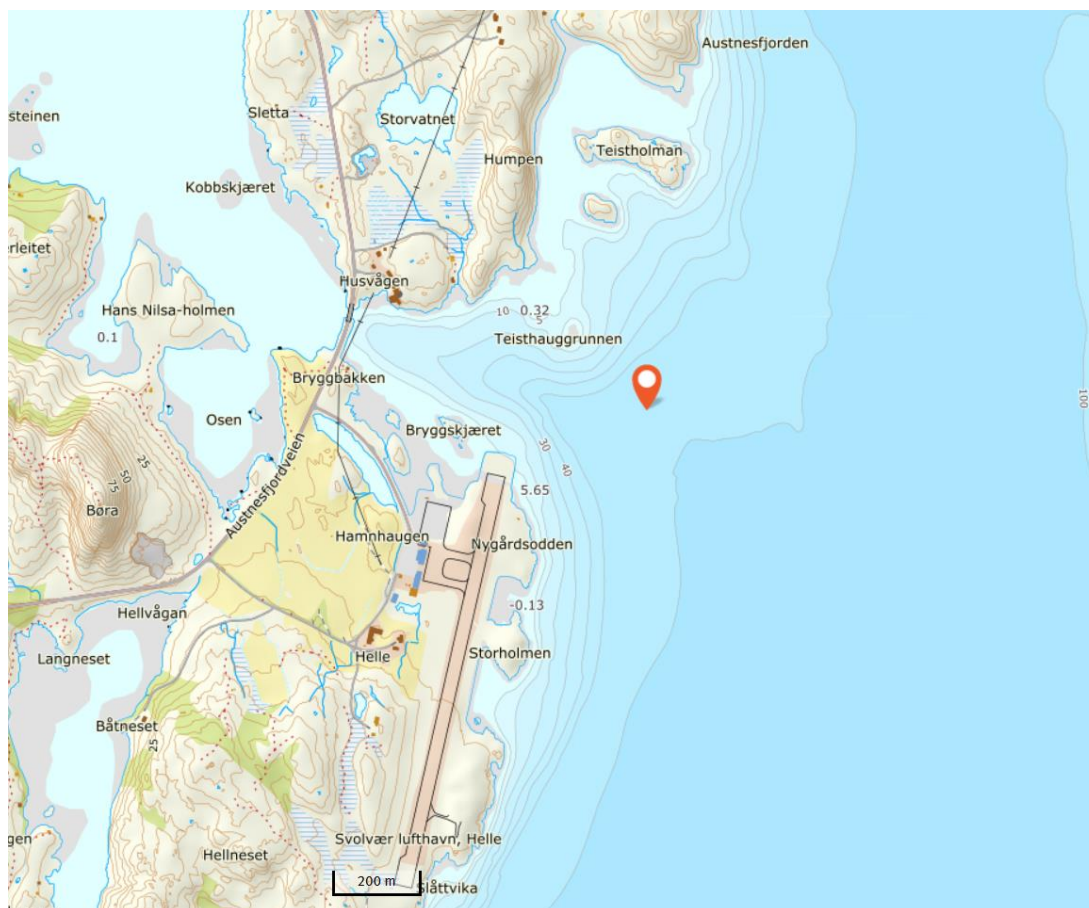 Austnesfjorden
Sletta
Storvatnet
steinen
Teistholman
Humpen
Kobbskjæret
erleitet
Husvågen
Hans Nilsa-holmen
10
0.32
5
0.1
Teisthauggrunnen
Bryggbakken
100
Osen
Bryggskjæret
30
40
25
50
75
Børa
Austnesfjordveien
5.65
Hamnhaugen
Nygårdsodden
-0.13
Hellvågan
Langneset
Helle
Storholmen
Båtneset
25
gen
Svolvær lufthavn, Helle
Hellneset
200 m
Slåttvika